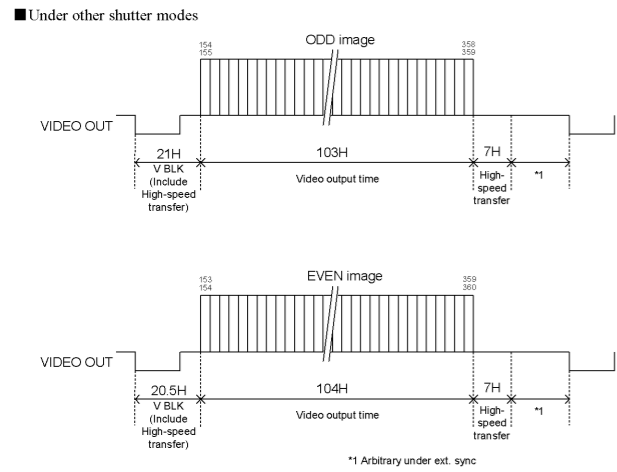 ■Under other shutter modes
ODD image
154
155
358
359
VIDEO OUT
21H
103H
7H
V BLK
(Include
High-speed
transfer)
Video output time
High-
speed
transfer
*1
EVEN image
153
154
359
360
VIDEO OUT
20.5H
104H
7H
V BLK
(Include
High-speed
transfer)
Video output time
High-
speed
transfer
*1
*1 Arbitrary under ext. sync